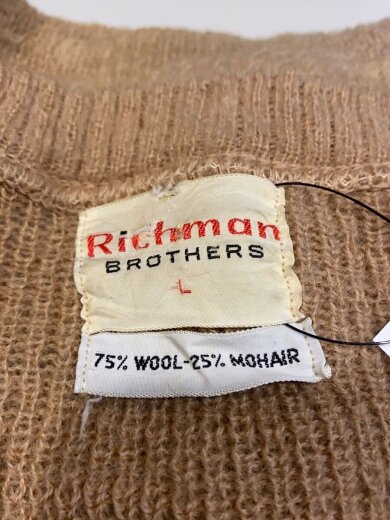 Richman
BROTHERS
L
75% WOOL-25% MOHAIR